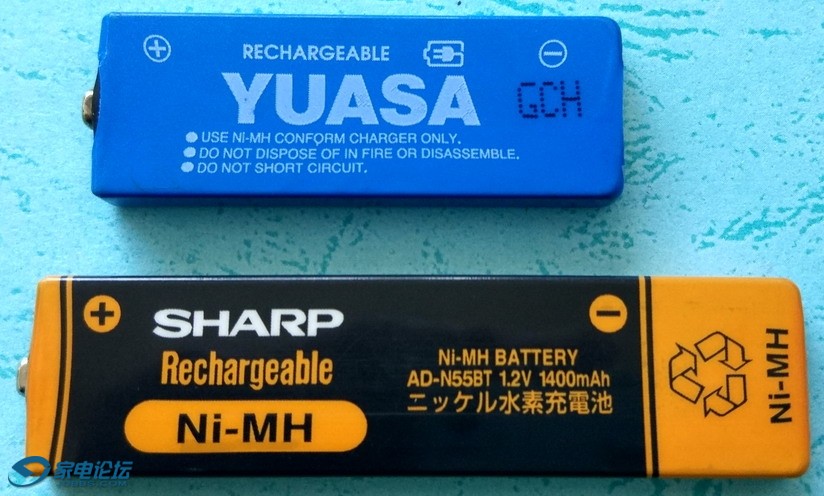 RECHARGEABLE
YUASA
GCH
● USE Ni-MH CONFORM CHARGER ONLY.
● DO NOT DISPOSE OF IN FIRE OR DISASSEMBLE.
● DO NOT SHORT CIRCUIT.
SHARP
Rechargeable
Ni-MH
Ni-MH BATTERY
AD-N55BT 1.2V 1400mAh
ニッケル水素充電池
Ni-MH
家电论坛